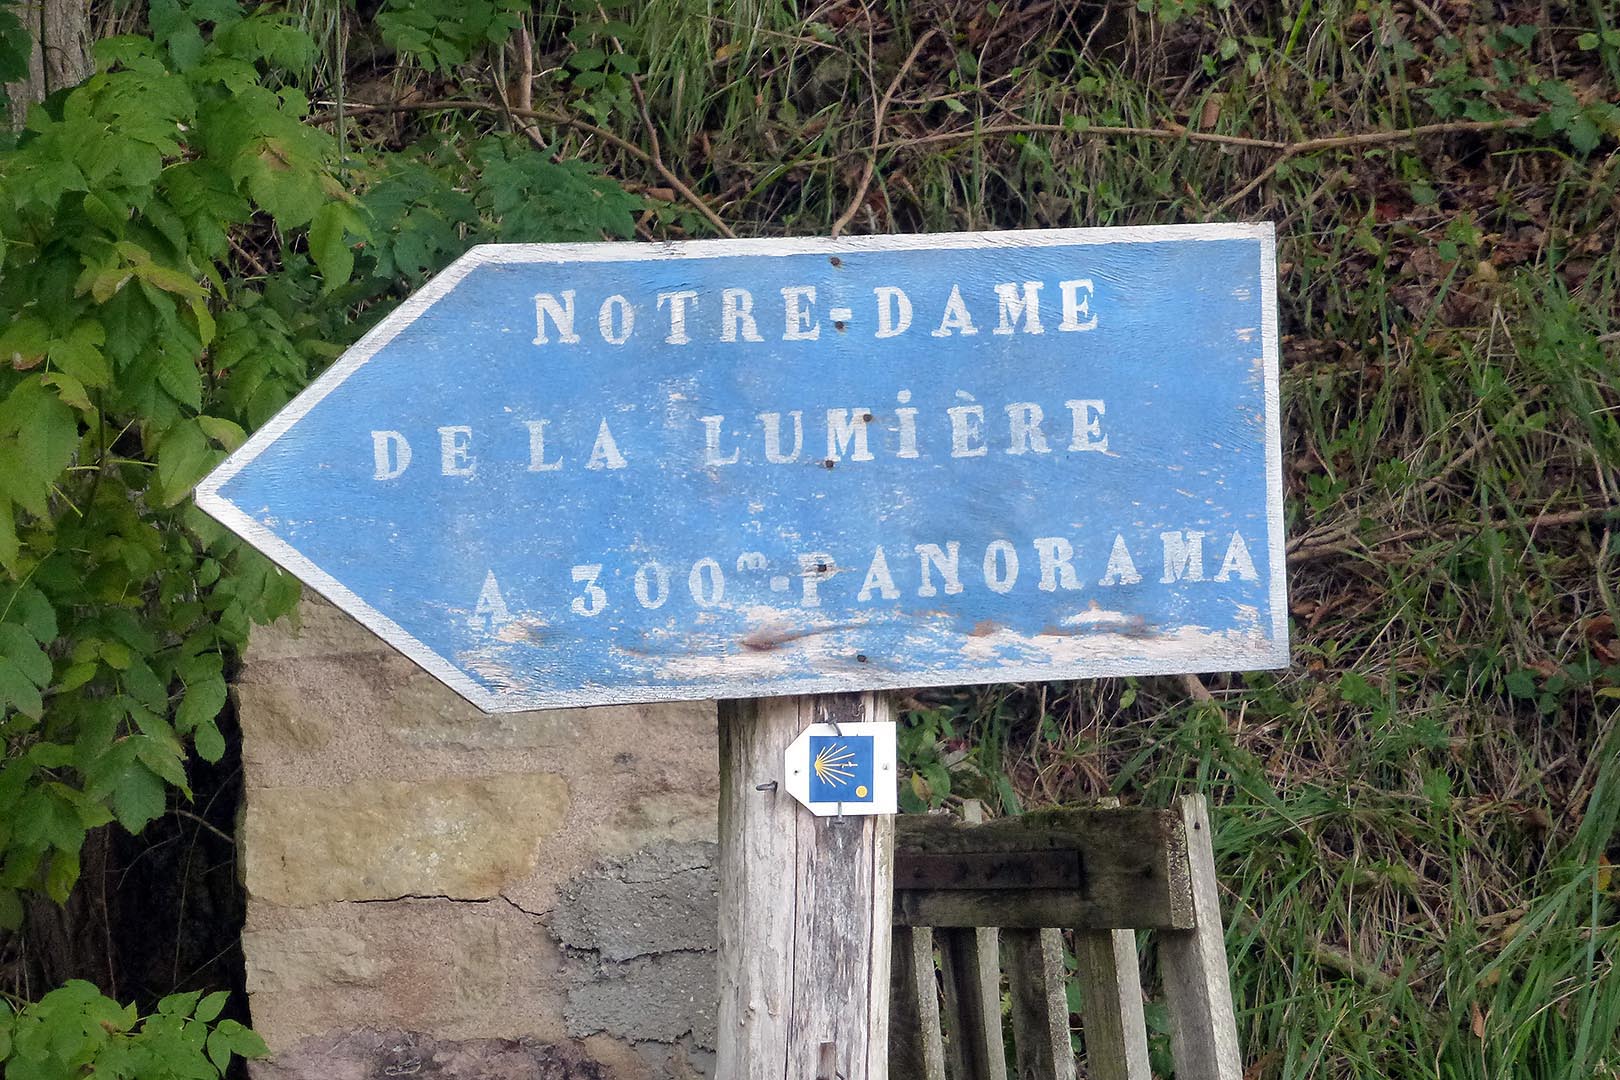 NOTRE-DAME
DE LA LUMIÈRE
A 300m-PANORAMA